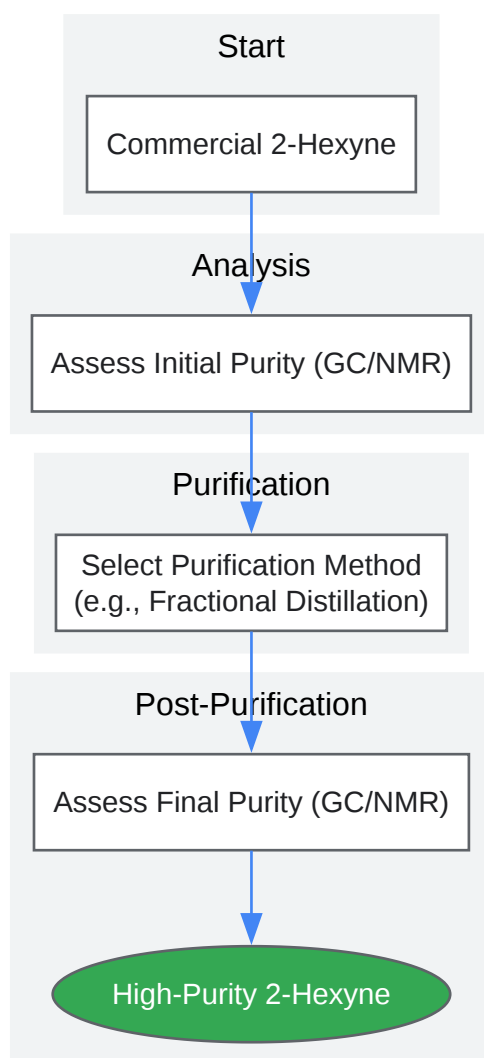 Start
Commercial 2-Hexyne
Analysis
Assess Initial Purity (GC/NMR)
Purification
Select Purification Method
(e.g., Fractional Distillation)
Post-Purification
Assess Final Purity (GC/NMR)
High-Purity 2-Hexyne